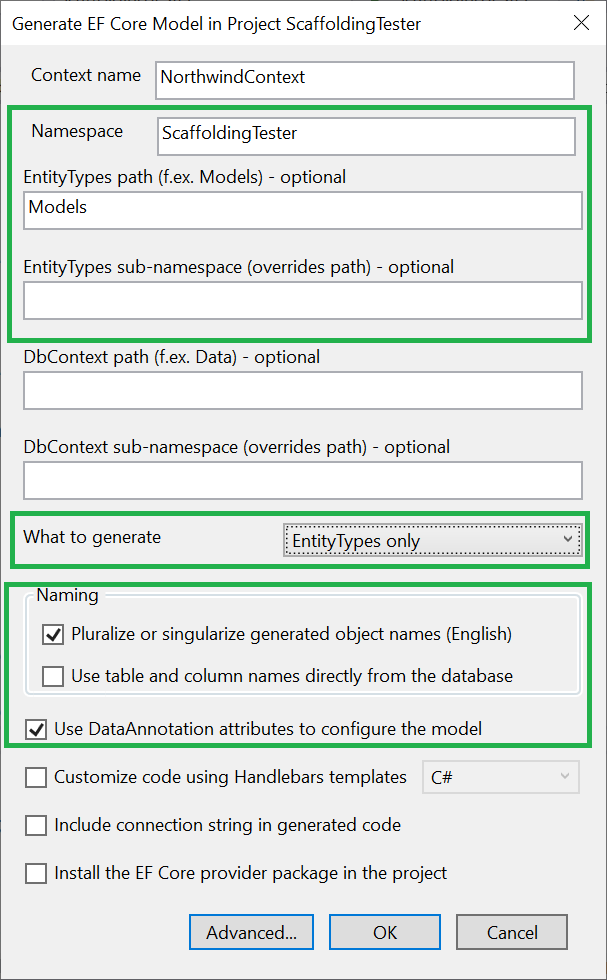 Generate EF Core Model in Project ScaffoldingTester
Context name NorthwindContext
Namespace ScaffoldingTester
EntityTypes path (f.ex. Models) - optional
Models
EntityTypes sub-namespace (overrides path) - optional
DbContext path (f.ex. Data) - optional
DbContext sub-namespace (overrides path) - optional
What to generate EntityTypes only
Naming
Pluralize or singularize generated object names (English)
Use table and column names directly from the database
Use DataAnnotation attributes to configure the model
Customize code using Handlebars templates C#
Include connection string in generated code
Install the EF Core provider package in the project
Advanced... OK Cancel